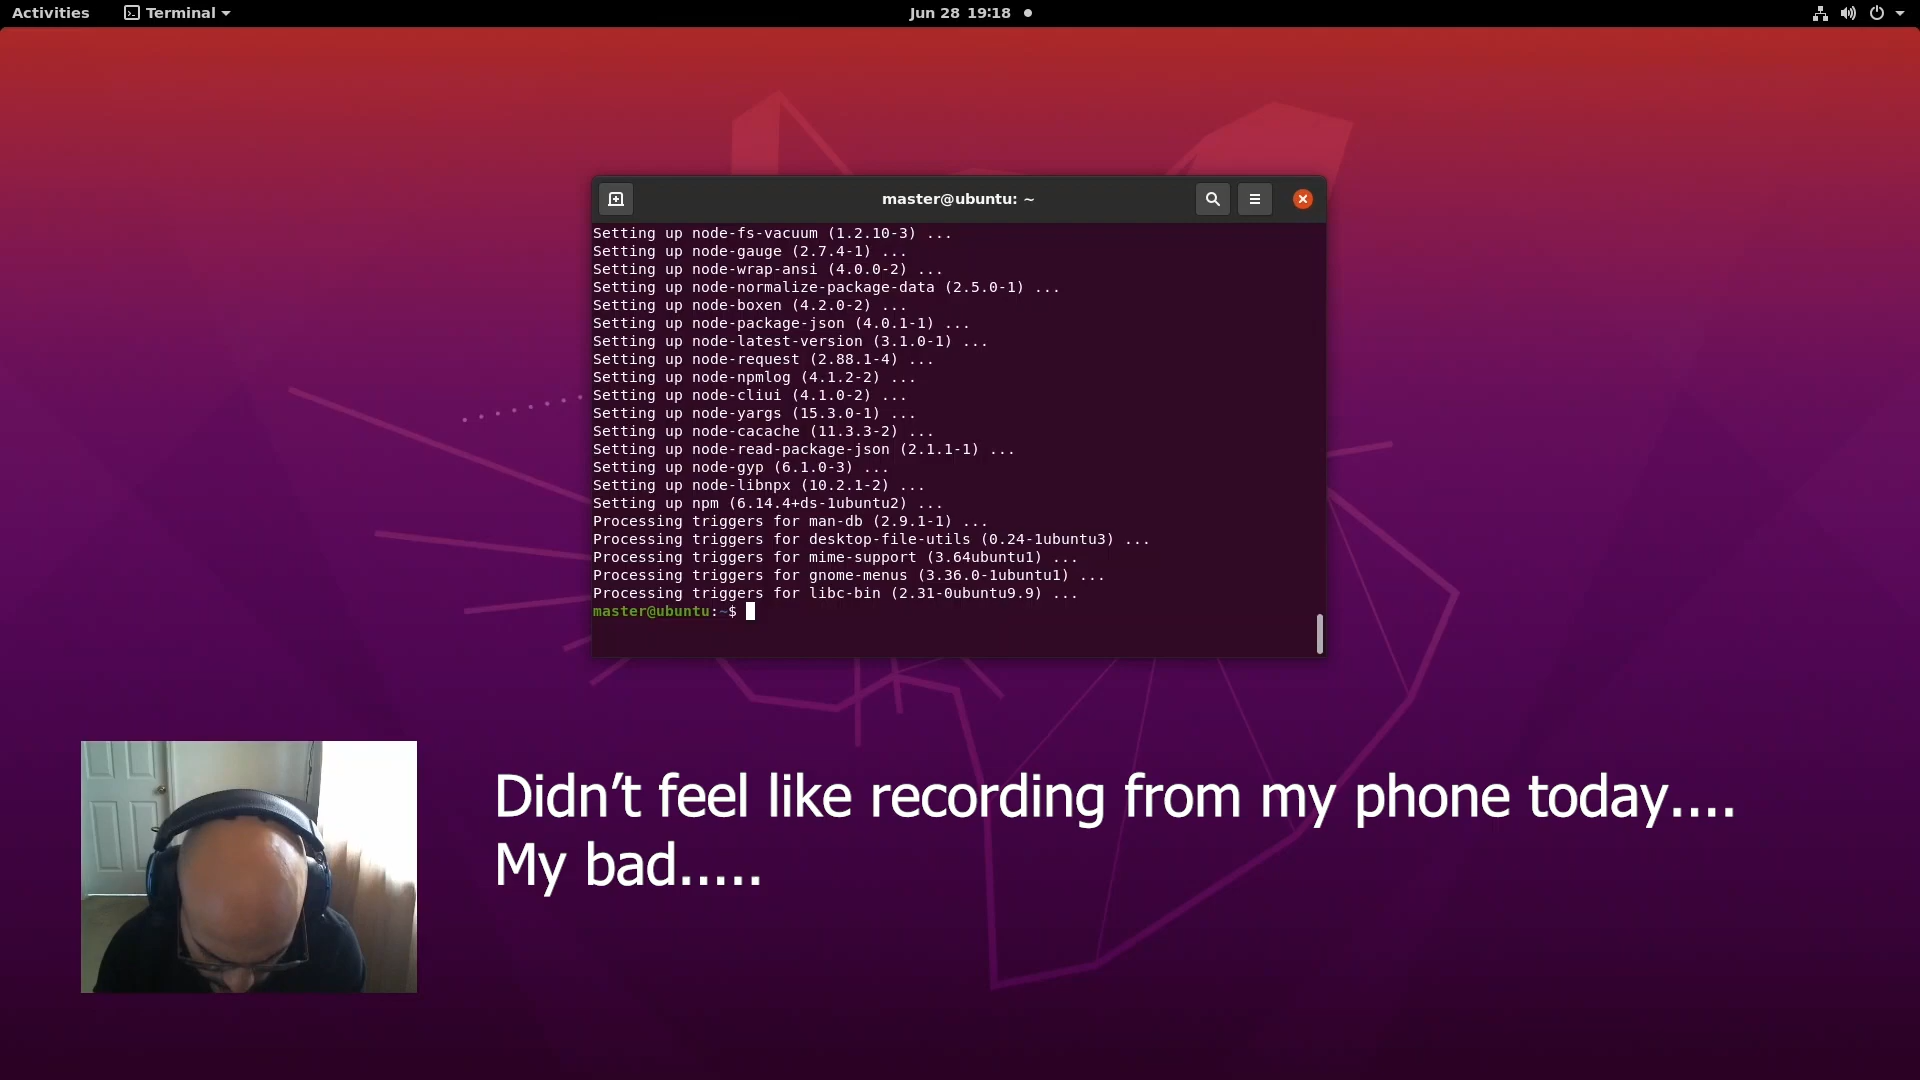 Activities Terminal Jun 28 19:18
master@ubuntu: ~
Setting up node-fs-vacuum (1.2.10-3) ...
Setting up node-gauge (2.7.4-1) ...
Setting up node-wrap-ansi (4.0.0-2) ...
Setting up node-normalize-package-data (2.5.0-1) ...
Setting up node-boxen (4.2.0-2) ...
Setting up node-package-json (4.0.1-1) ...
Setting up node-latest-version (3.1.0-1) ...
Setting up node-request (2.88.1-4) ...
Setting up node-npmlog (4.1.2-2) ...
Setting up node-cliui (4.1.0-2) ...
Setting up node-yargs (15.3.0-1) ...
Setting up node-cacache (11.3.3-2) ...
Setting up node-read-package-json (2.1.1-1) ...
Setting up node-gyp (6.1.0-3) ...
Setting up node-libnpx (10.2.1-2) ...
Setting up npm (6.14.4+ds-1ubuntu2) ...
Processing triggers for man-db (2.9.1-1) ...
Processing triggers for desktop-file-utils (0.24-1ubuntu3) ...
Processing triggers for mime-support (3.64ubuntu1) ...
Processing triggers for gnome-menus (3.36.0-1ubuntu1) ...
Processing triggers for libc-bin (2.31-0ubuntu9.9) ...
master@ubuntu:~$
Didn’t feel like recording from my phone today....
My bad.....